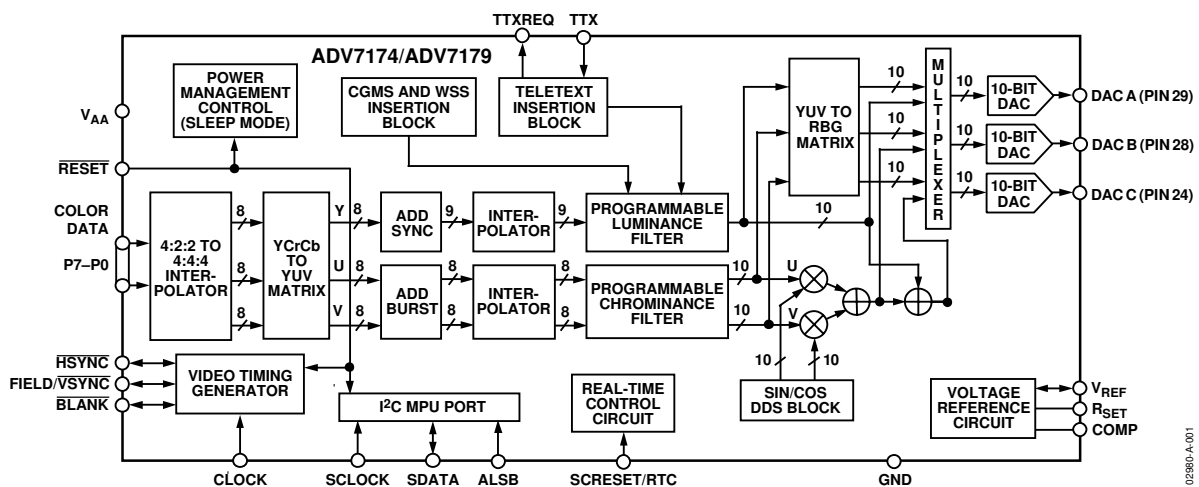 TTXREQ TTX
ADV7174/ADV7179
POWER
MANAGEMENT
CONTROL
(SLEEP MODE)
CGMS AND WSS
INSERTION
BLOCK
TELETEXT
INSERTION
BLOCK
YUV TO
RBG
MATRIX
10
10
10
MULTIPLEXER
10
10
10
10-BIT
DAC
10-BIT
DAC
10-BIT
DAC
DAC A (PIN 29)
DAC B (PIN 28)
DAC C (PIN 24)
VAA
RESET
COLOR
DATA
P7–P0
4:2:2 TO
4:4:4
INTER-
POLATOR
8
8
8
YCrCb
TO
YUV
MATRIX
Y 8
U 8
V 8
ADD
SYNC
9
INTER-
POLATOR
9
PROGRAMMABLE
LUMINANCE
FILTER
10
ADD
BURST
8
8
INTER-
POLATOR
8
8
PROGRAMMABLE
CHROMINANCE
FILTER
10
10
U
V
10 10
SIN/COS
DDS BLOCK
HSYNC
FIELD/VSYNC
BLANK
VIDEO TIMING
GENERATOR
I2C MPU PORT
REAL-TIME
CONTROL
CIRCUIT
VOLTAGE
REFERENCE
CIRCUIT
VREF
RSET
COMP
CLOCK SCLOCK SDATA ALSB SCRESET/RTC GND
02980-A-001